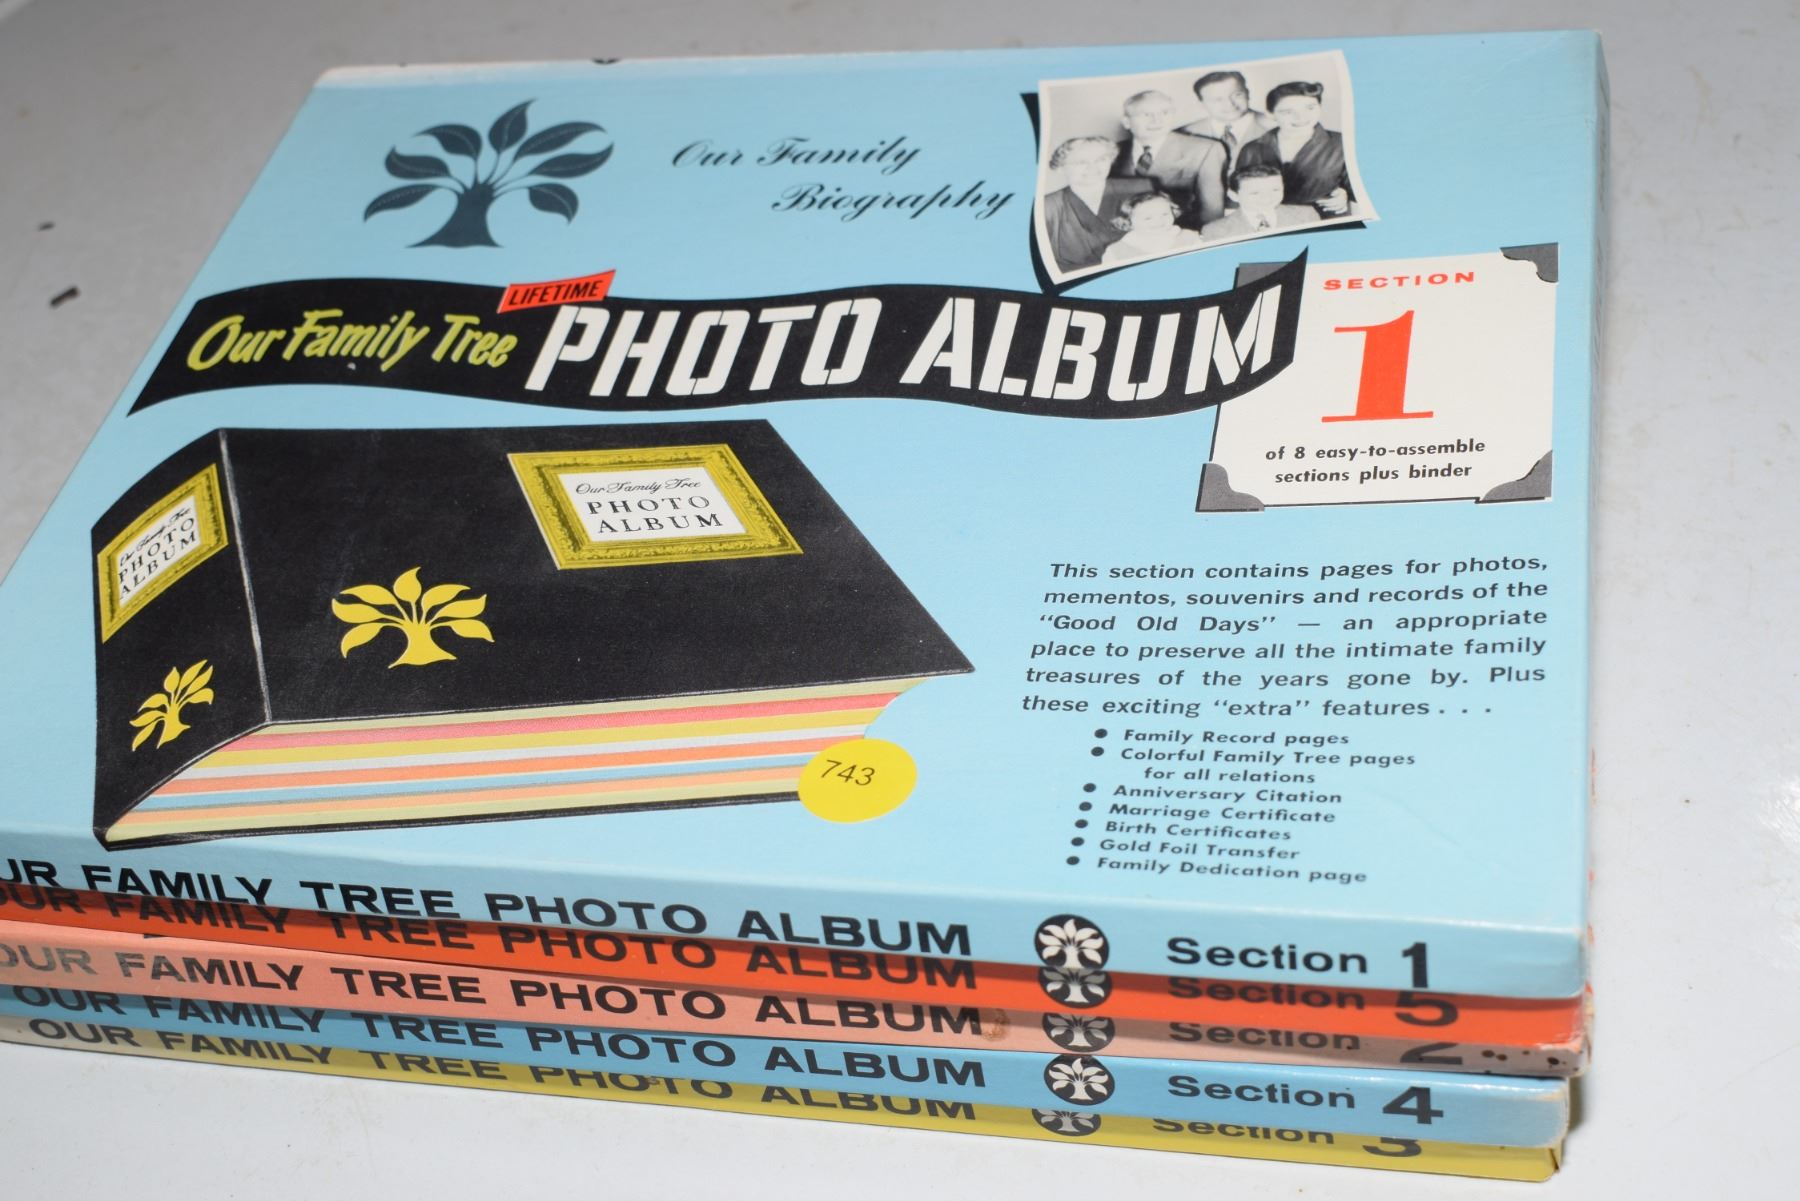 Our Family
Biography
Our Family Tree LIFETIME PHOTO ALBUM
SECTION
1
of 8 easy-to-assemble
sections plus binder
Our Family Tree
PHOTO
ALBUM
Our Family Tree
PHOTO
ALBUM
This section contains pages for photos,
mementos, souvenirs and records of the
"Good Old Days" — an appropriate
place to preserve all the intimate family
treasures of the years gone by. Plus
these exciting "extra" features . . .
● Family Record pages
● Colorful Family Tree pages
for all relations
● Anniversary Citation
● Marriage Certificate
● Birth Certificates
● Gold Foil Transfer
● Family Dedication page
743
OUR FAMILY TREE PHOTO ALBUM Section 1
OUR FAMILY TREE PHOTO ALBUM Section 5
OUR FAMILY TREE PHOTO ALBUM Section 2
OUR FAMILY TREE PHOTO ALBUM Section 4
OUR FAMILY TREE PHOTO ALBUM Section 3